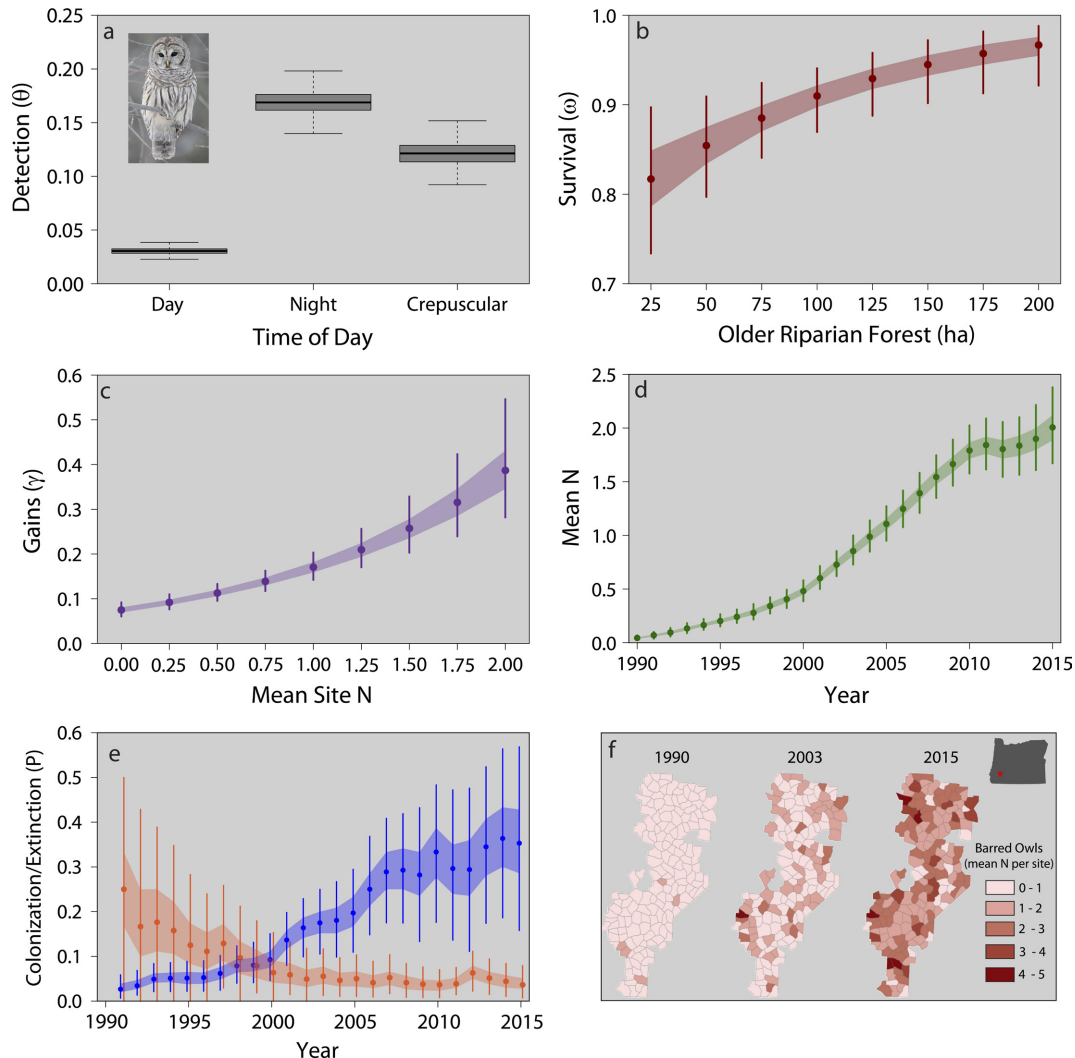 a
Detection (θ)
0.25
0.20
0.15
0.10
0.05
0.00
Day Night Crepuscular
Time of Day
b
Survival (ω)
1.0
0.9
0.8
0.7
25 50 75 100 125 150 175 200
Older Riparian Forest (ha)
c
Gains (γ)
0.6
0.5
0.4
0.3
0.2
0.1
0.0
0.00 0.25 0.50 0.75 1.00 1.25 1.50 1.75 2.00
Mean Site N
d
Mean N
2.5
2.0
1.5
1.0
0.5
0.0
1990 1995 2000 2005 2010 2015
Year
e
Colonization/Extinction (P)
0.6
0.5
0.4
0.3
0.2
0.1
0.0
1990 1995 2000 2005 2010 2015
Year
f
1990 2003 2015
Barred Owls
(mean N per site)
0 - 1
1 - 2
2 - 3
3 - 4
4 - 5